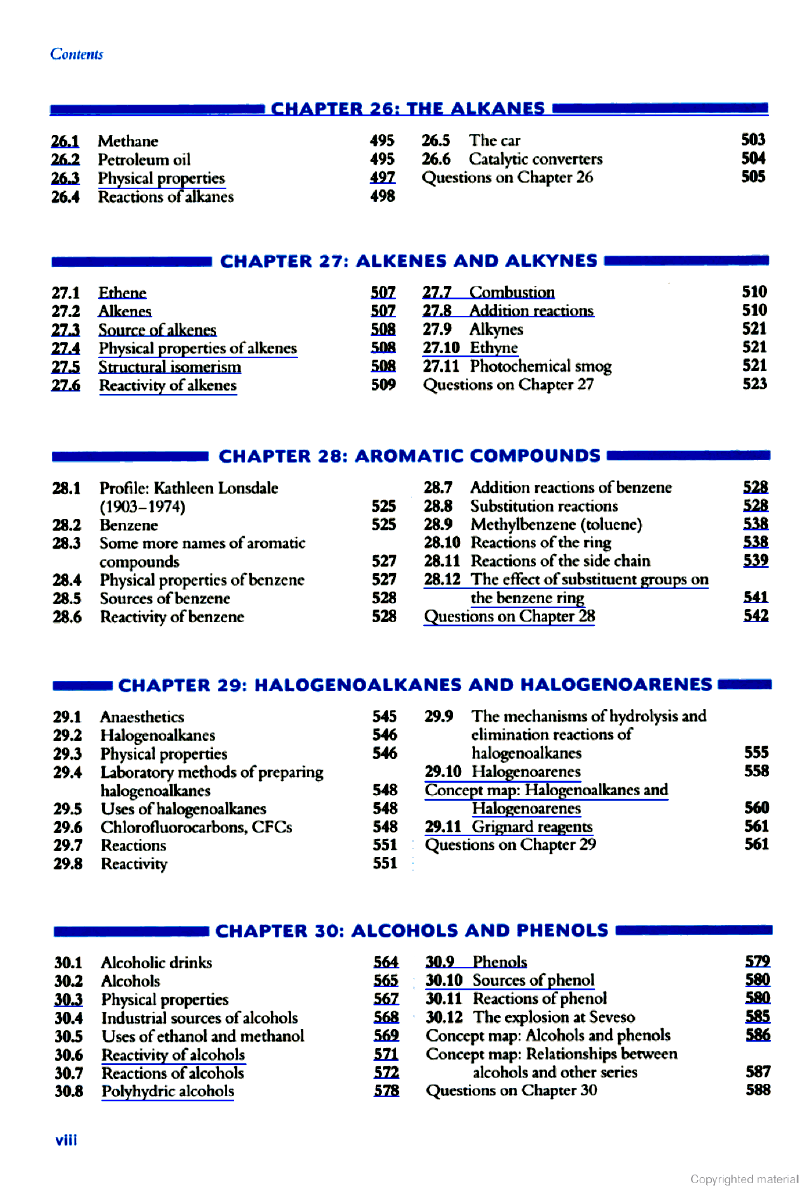 Contents
CHAPTER 26: THE ALKANES
26.1 Methane 495
26.2 Petroleum oil 495
26.3 Physical properties 497
26.4 Reactions of alkanes 498
26.5 The car 503
26.6 Catalytic converters 504
Questions on Chapter 26 505
CHAPTER 27: ALKENES AND ALKYNES
27.1 Ethene 507
27.2 Alkenes 507
27.3 Source of alkenes 508
27.4 Physical properties of alkenes 508
27.5 Structural isomerism 508
27.6 Reactivity of alkenes 509
27.7 Combustion 510
27.8 Addition reactions 510
27.9 Alkynes 521
27.10 Ethyne 521
27.11 Photochemical smog 521
Questions on Chapter 27 523
CHAPTER 28: AROMATIC COMPOUNDS
28.1 Profile: Kathleen Lonsdale
(1903–1974) 525
28.2 Benzene 525
28.3 Some more names of aromatic
compounds 527
28.4 Physical properties of benzene 527
28.5 Sources of benzene 528
28.6 Reactivity of benzene 528
28.7 Addition reactions of benzene 528
28.8 Substitution reactions 528
28.9 Methylbenzene (toluene) 538
28.10 Reactions of the ring 538
28.11 Reactions of the side chain 539
28.12 The effect of substituent groups on
the benzene ring 541
Questions on Chapter 28 542
CHAPTER 29: HALOGENOALKANES AND HALOGENOARENES
29.1 Anaesthetics 545
29.2 Halogenoalkanes 546
29.3 Physical properties 546
29.4 Laboratory methods of preparing
halogenoalkanes 548
29.5 Uses of halogenoalkanes 548
29.6 Chlorofluorocarbons, CFCs 548
29.7 Reactions 551
29.8 Reactivity 551
29.9 The mechanisms of hydrolysis and
elimination reactions of
halogenoalkanes 555
29.10 Halogenoarenes 558
Concept map: Halogenoalkanes and
Halogenoarenes 560
29.11 Grignard reagents 561
Questions on Chapter 29 561
CHAPTER 30: ALCOHOLS AND PHENOLS
30.1 Alcoholic drinks 564
30.2 Alcohols 565
30.3 Physical properties 567
30.4 Industrial sources of alcohols 568
30.5 Uses of ethanol and methanol 569
30.6 Reactivity of alcohols 571
30.7 Reactions of alcohols 572
30.8 Polyhydric alcohols 578
30.9 Phenols 579
30.10 Sources of phenol 580
30.11 Reactions of phenol 580
30.12 The explosion at Seveso 585
Concept map: Alcohols and phenols 586
Concept map: Relationships between
alcohols and other series 587
Questions on Chapter 30 588
viii
Copyrighted material